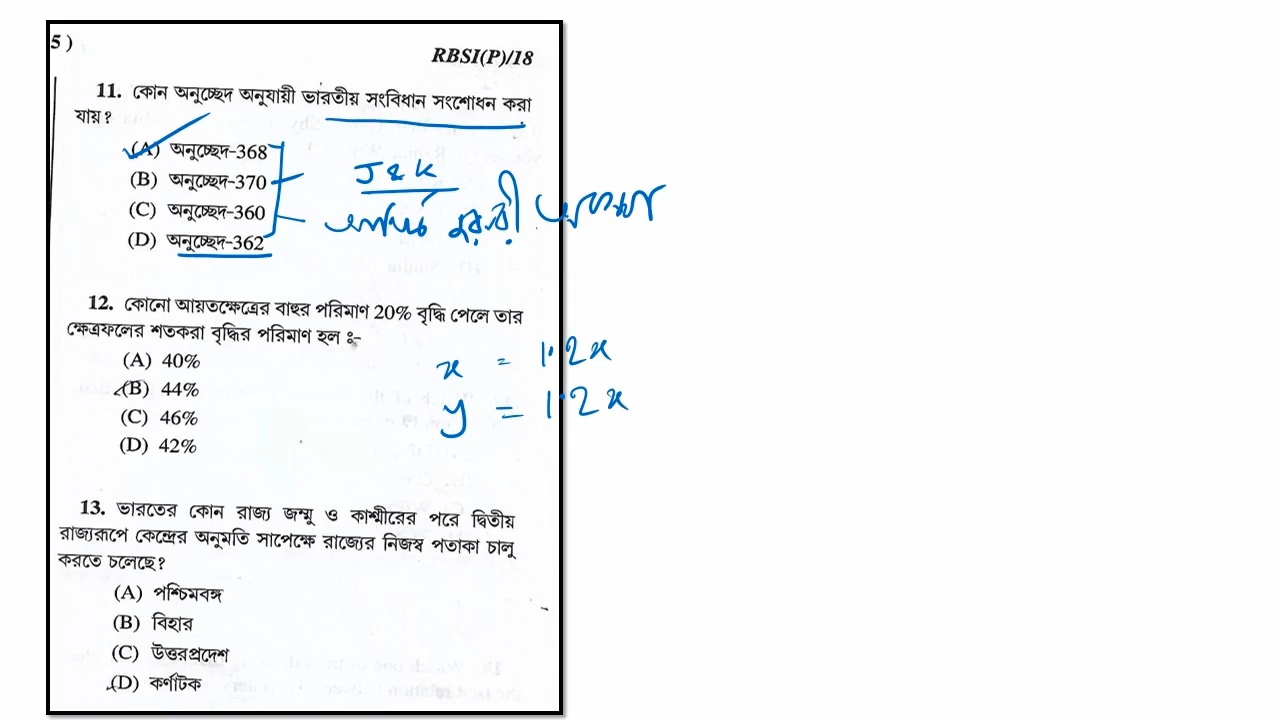 5 )
RBSI(P)/18
11. কোন অনুচ্ছেদ অনুযায়ী ভারতীয় সংবিধান সংশোধন করা
যায়?
(A) অনুচ্ছেদ-368
(B) অনুচ্ছেদ-370
J & K
(C) অনুচ্ছেদ-360
(D) অনুচ্ছেদ-362
12. কোনো আয়তক্ষেত্রের বাহুর পরিমাণ 20% বৃদ্ধি পেলে তার
ক্ষেত্রফলের শতকরা বৃদ্ধির পরিমাণ হল ঃ-
(A) 40%
x = 1.2x
(B) 44%
y = 1.2x
(C) 46%
(D) 42%
13. ভারতের কোন রাজ্য জম্মু ও কাশ্মীরের পরে দ্বিতীয়
রাজ্যরূপে কেন্দ্রের অনুমতি সাপেক্ষে রাজ্যের নিজস্ব পতাকা চালু
করতে চলেছে?
(A) পশ্চিমবঙ্গ
(B) বিহার
(C) উত্তরপ্রদেশ
(D) কর্ণাটক